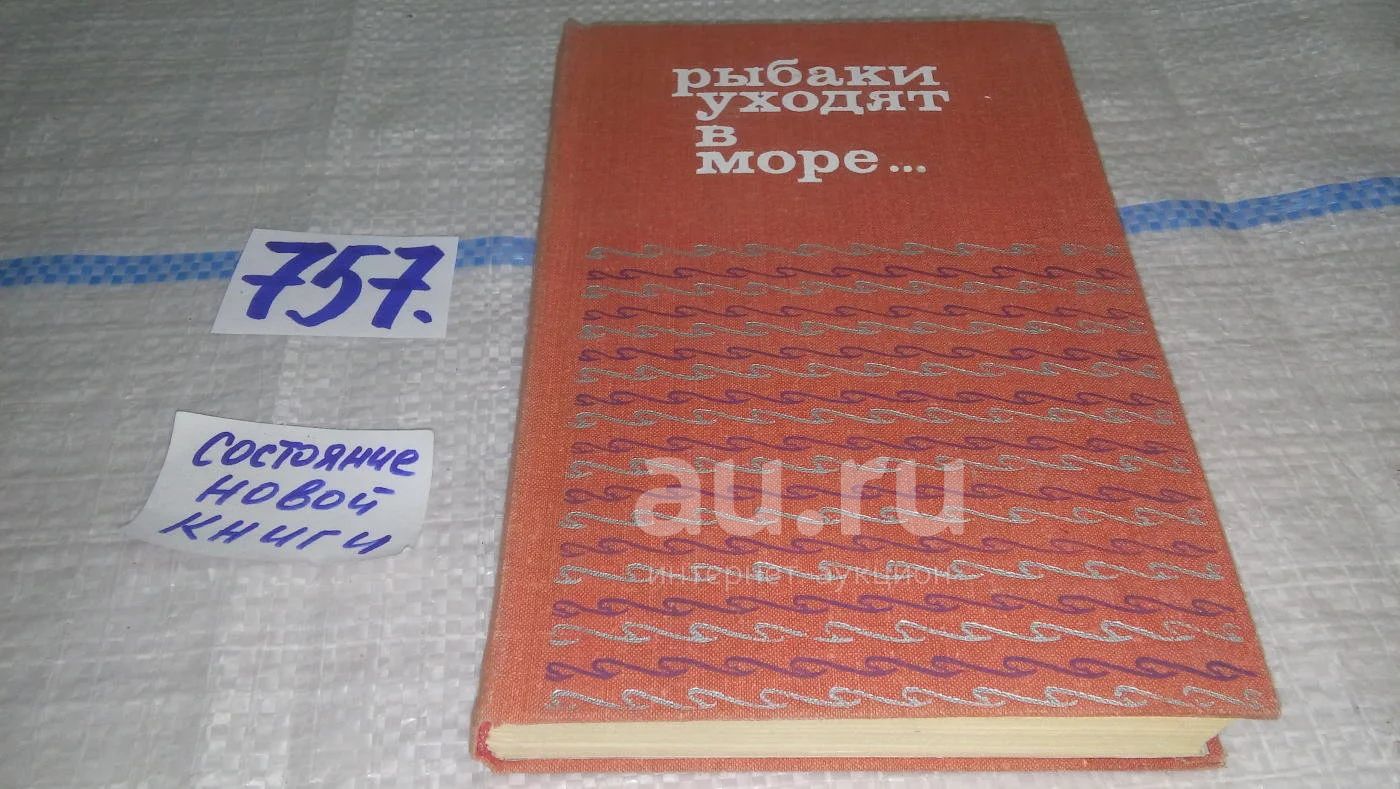 рыбаки
уходят
в
море...
757.
состояние
новой
книги
au.ru
интернет аукцион